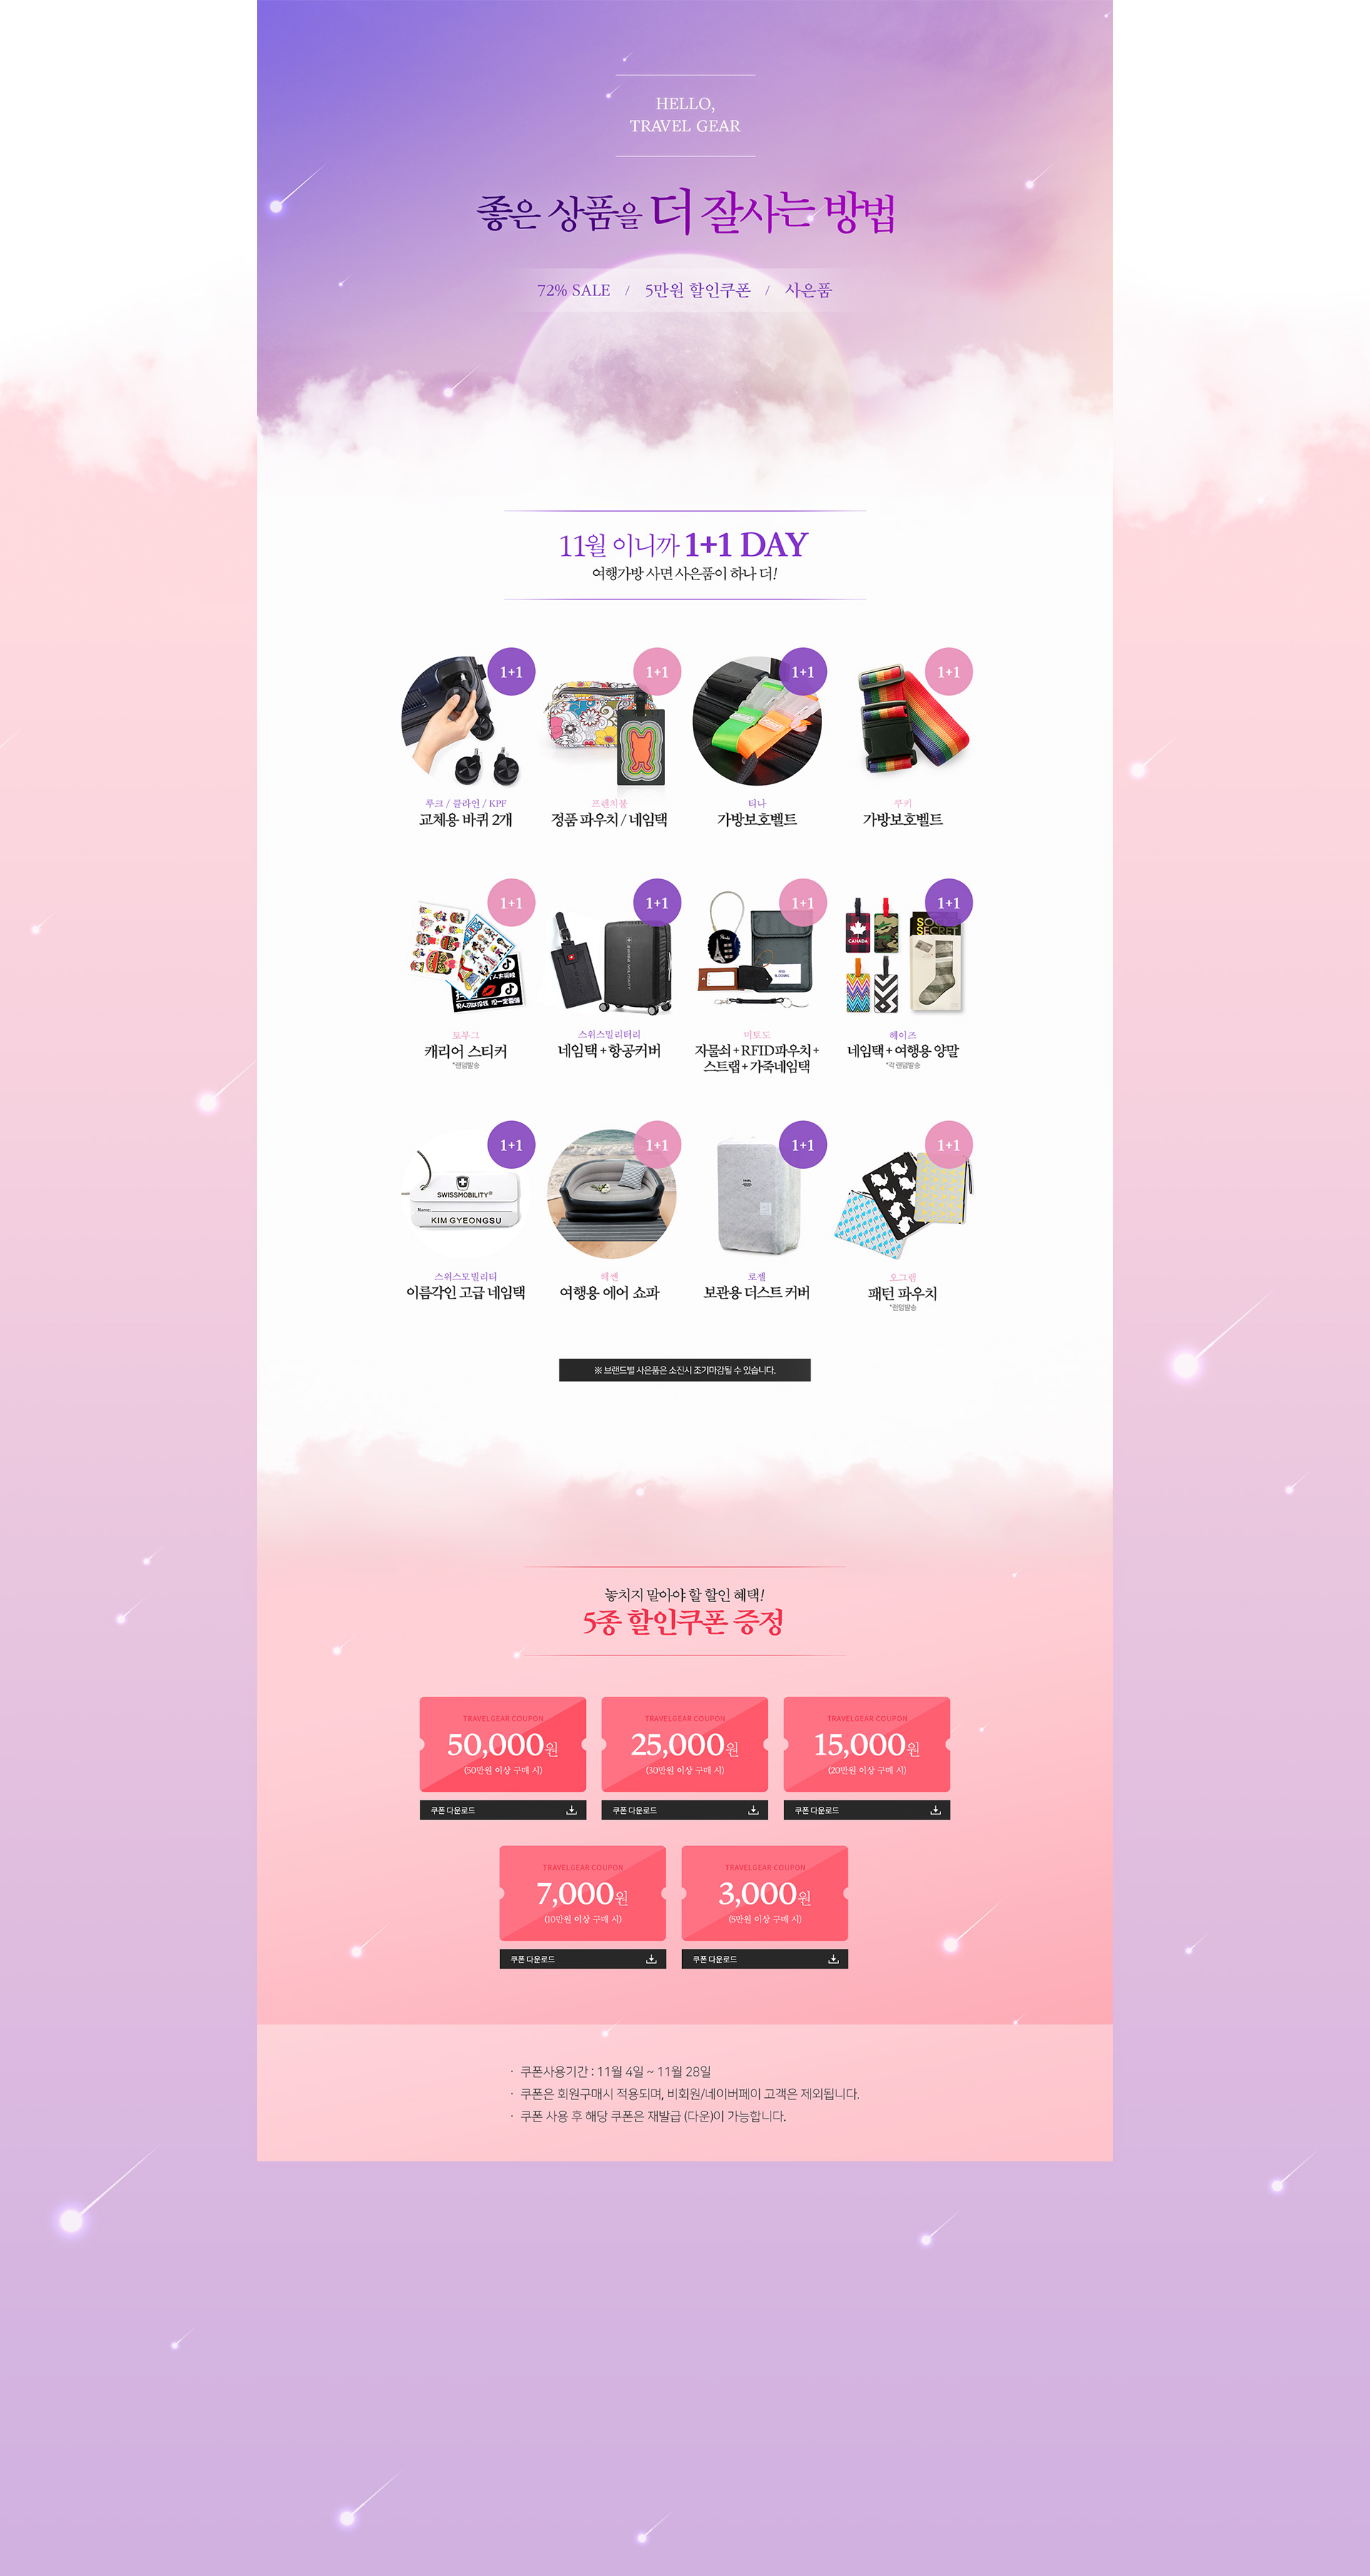 HELLO,
TRAVEL GEAR
좋은 상품을 더 잘사는 방법
72% SALE / 5만원 할인쿠폰 / 사은품
11월 이니까 1+1 DAY
여행가방 사면 사은품이 하나 더!
1+1
1+1
1+1
1+1
루크 / 클라인 / KPF
교체용 바퀴 2개
프렌치불
정품 파우치 / 네임택
티나
가방보호벨트
쿠키
가방보호벨트
1+1
1+1
1+1
1+1
CANADA
SECRET
토부그
캐리어 스티커
*랜덤발송
스위스밀리터리
네임택 + 항공커버
미토도
자물쇠 + RFID파우치 +
스트랩 + 가죽네임택
헤이즈
네임택 + 여행용 양말
*각 랜덤발송
1+1
1+1
1+1
1+1
SWISSMOBILITY
Name:
KIM GYEONGSU
스위스모빌리티
이름각인 고급 네임택
헤쎈
여행용 에어 쇼파
로젤
보관용 더스트 커버
오그램
패턴 파우치
*랜덤발송
※ 브랜드별 사은품은 소진시 조기마감될 수 있습니다.
놓치지 말아야 할 할인 혜택!
5종 할인쿠폰 증정
TRAVELGEAR COUPON
50,000원
(50만원 이상 구매 시)
쿠폰 다운로드
TRAVELGEAR COUPON
25,000원
(30만원 이상 구매 시)
쿠폰 다운로드
TRAVELGEAR COUPON
15,000원
(20만원 이상 구매 시)
쿠폰 다운로드
TRAVELGEAR COUPON
7,000원
(10만원 이상 구매 시)
쿠폰 다운로드
TRAVELGEAR COUPON
3,000원
(5만원 이상 구매 시)
쿠폰 다운로드
· 쿠폰사용기간 : 11월 4일 ~ 11월 28일
· 쿠폰은 회원구매시 적용되며, 비회원/네이버페이 고객은 제외됩니다.
· 쿠폰 사용 후 해당 쿠폰은 재발급 (다운)이 가능합니다.